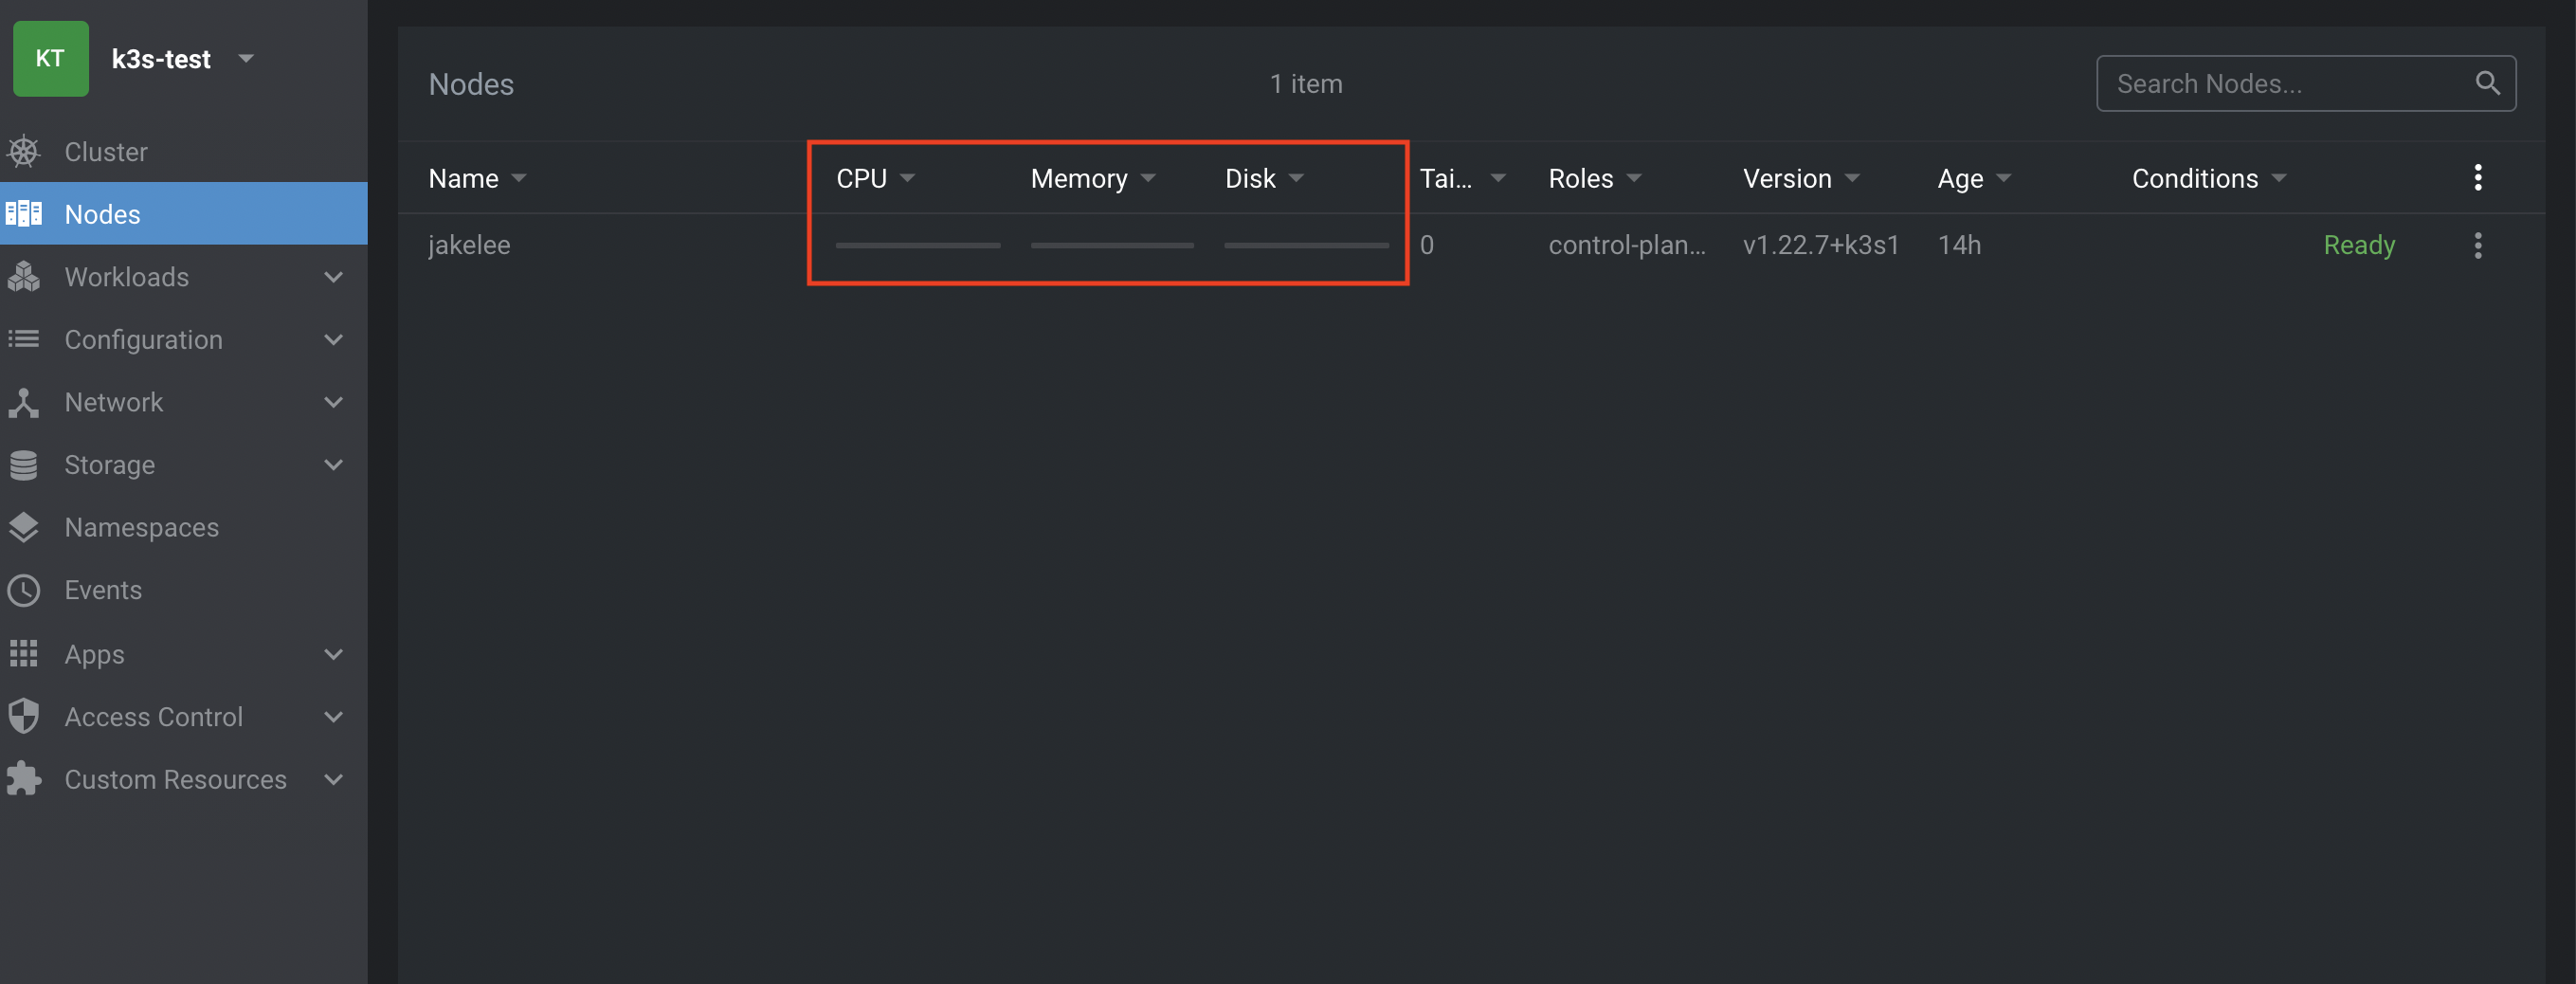 KT k3s-test
Cluster
Nodes
Workloads
Configuration
Network
Storage
Namespaces
Events
Apps
Access Control
Custom Resources
Nodes 1 item Search Nodes...
Name CPU Memory Disk Tai... Roles Version Age Conditions
jakelee 0 control-plan... v1.22.7+k3s1 14h Ready